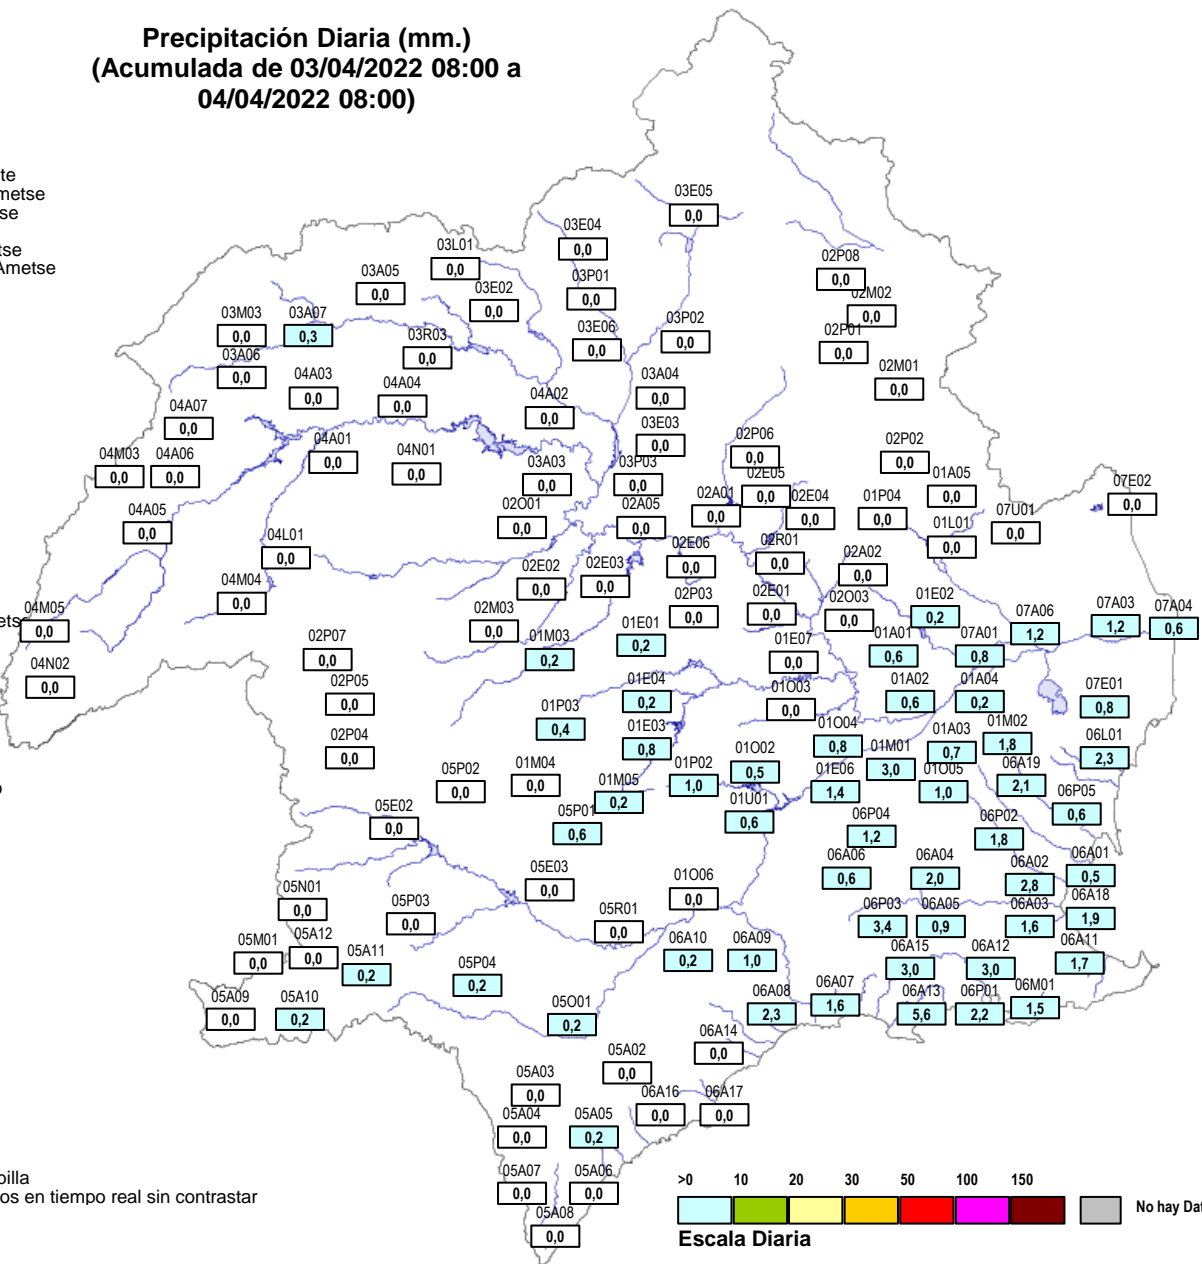 Precipitación Diaria (mm.)
(Acumulada de 03/04/2022 08:00 a
04/04/2022 08:00)
03E05
0,0
03E04
0,0
03L01
0,0
02P08
0,0
03A05
0,0
03P01
0,0
03E02
0,0
02M02
0,0
03M03
0,0
03A07
0,3
03P02
0,0
03E06
0,0
03R03
0,0
02P01
0,0
03A06
0,0
02M01
0,0
04A03
0,0
04A04
0,0
03A04
0,0
04A02
0,0
04A07
0,0
03E03
0,0
04A01
0,0
02P06
0,0
02P02
0,0
04M03
0,0
04A06
0,0
04N01
0,0
03A03
0,0
03P03
0,0
02E05
0,0
01A05
0,0
07E02
0,0
02A01
0,0
02E04
0,0
01P04
0,0
04A05
0,0
02O01
0,0
02A05
0,0
01L01
0,0
07U01
0,0
04L01
0,0
02E06
0,0
02R01
0,0
02A02
0,0
02E02
0,0
02E03
0,0
04M04
0,0
04M05
0,0
02M03
0,0
02P03
0,0
02E01
0,0
02O03
0,0
01E02
0,2
07A06
1,2
07A03
1,2
07A04
0,6
01E01
0,2
01M03
0,2
02P07
0,0
01E07
0,0
01A01
0,6
07A01
0,8
04N02
0,0
02P05
0,0
01E04
0,2
01O03
0,0
01A02
0,6
01A04
0,2
07E01
0,8
01P03
0,4
01E03
0,8
01O04
0,8
01M01
3,0
01A03
0,7
01M02
1,8
06L01
2,3
02P04
0,0
05P02
0,0
01M04
0,0
01M05
0,2
01P02
1,0
01O02
0,5
01E06
1,4
01O05
1,0
06A19
2,1
06P05
0,6
05E02
0,0
05P01
0,6
01U01
0,6
06P04
1,2
06P02
1,8
05E03
0,0
01O06
0,0
06A06
0,6
06A04
2,0
06A02
2,8
06A01
0,5
05N01
0,0
05P03
0,0
05R01
0,0
06P03
3,4
06A05
0,9
06A03
1,6
06A18
1,9
05M01
0,0
05A12
0,0
05A11
0,2
05P04
0,2
06A10
0,2
06A09
1,0
06A15
3,0
06A12
3,0
06A11
1,7
05A09
0,0
05A10
0,2
05O01
0,2
06A08
2,3
06A07
1,6
06A13
5,6
06P01
2,2
06M01
1,5
06A14
0,0
05A02
0,0
05A03
0,0
06A16
0,0
06A17
0,0
05A04
0,0
05A05
0,2
05A07
0,0
05A06
0,0
05A08
0,0
os en tiempo real sin contrastar
>0 10 20 30 50 100 150
No hay Dat
Escala Diaria